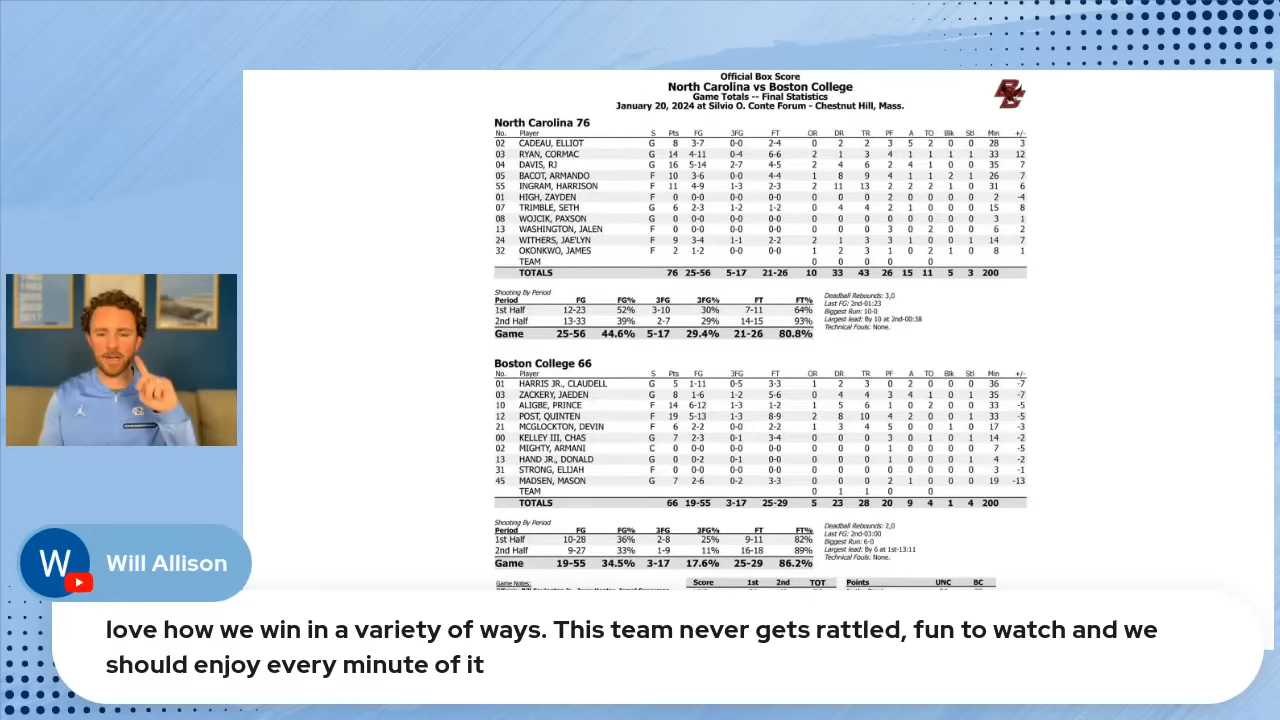 Official Box Score
North Carolina vs Boston College
Game Totals -- Final Statistics
January 20, 2024 at Silvio O. Conte Forum - Chestnut Hill, Mass.
North Carolina 76
No. Player S Pts FG 3FG FT OR DR TR PF A TO Blk Stl Min +/-
02 CADEAU, ELLIOT G 8 3-7 0-0 2-4 0 2 2 3 5 2 0 0 28 3
03 RYAN, CORMAC G 14 4-11 0-4 6-6 2 1 3 4 1 1 1 1 33 12
04 DAVIS, RJ G 16 5-14 2-7 4-5 2 4 6 2 4 1 0 0 35 7
05 BACOT, ARMANDO F 10 3-6 0-0 4-4 1 8 9 4 1 1 2 1 26 7
55 INGRAM, HARRISON F 11 4-9 1-3 2-3 2 11 13 2 2 2 1 0 31 6
01 HIGH, ZAYDEN F 0 0-0 0-0 0-0 0 0 0 2 0 0 0 0 2 -4
07 TRIMBLE, SETH G 6 2-3 1-2 1-2 0 4 4 2 1 0 0 0 15 8
08 WOJCIK, PAXSON G 0 0-0 0-0 0-0 0 0 0 0 0 0 0 0 3 1
13 WASHINGTON, JALEN F 0 0-0 0-0 0-0 0 0 0 3 0 2 0 0 6 2
24 WITHERS, JAE'LYN F 9 3-4 1-1 2-2 2 1 3 3 1 0 0 1 14 7
32 OKONKWO, JAMES F 2 1-2 0-0 0-0 1 2 3 1 0 2 1 0 8 1
TEAM 0 0 0 0 0
TOTALS 76 25-56 5-17 21-26 10 33 43 26 15 11 5 3 200
Shooting By Period
Period FG FG% 3FG 3FG% FT FT%
1st Half 12-23 52% 3-10 30% 7-11 64%
2nd Half 13-33 39% 2-7 29% 14-15 93%
Game 25-56 44.6% 5-17 29.4% 21-26 80.8%
Deadball Rebounds: 3,0
Last FG: 2nd-01:23
Biggest Run: 10-0
Largest lead: By 10 at 2nd-00:38
Technical Fouls: None.
Boston College 66
No. Player S Pts FG 3FG FT OR DR TR PF A TO Blk Stl Min +/-
01 HARRIS JR., CLAUDELL G 5 1-11 0-5 3-3 1 2 3 0 2 0 0 0 36 -7
03 ZACKERY, JAEDEN G 8 1-6 1-2 5-6 0 4 4 3 4 1 0 1 35 -7
10 ALIGBE, PRINCE F 14 6-12 1-3 1-2 1 5 6 1 0 2 0 0 33 -5
12 POST, QUINTEN F 19 5-13 1-3 8-9 2 8 10 4 2 0 0 1 33 -5
21 MCGLOCKTON, DEVIN F 6 2-2 0-0 2-2 1 3 4 5 0 0 1 0 17 -3
00 KELLEY III, CHAS G 7 2-3 0-1 3-4 0 0 0 3 0 1 0 1 14 -2
02 MIGHTY, ARMANI C 0 0-0 0-0 0-0 0 0 0 1 0 0 0 0 7 -5
13 HAND JR., DONALD G 0 0-2 0-1 0-0 0 0 0 1 0 0 0 1 4 -2
31 STRONG, ELIJAH F 0 0-0 0-0 0-0 0 0 0 0 0 0 0 0 3 -1
45 MADSEN, MASON G 7 2-6 0-2 3-3 0 0 0 2 1 0 0 0 19 -13
TEAM 0 1 1 0 0
TOTALS 66 19-55 3-17 25-29 5 23 28 20 9 4 1 4 200
Shooting By Period
Period FG FG% 3FG 3FG% FT FT%
1st Half 10-28 36% 2-8 25% 9-11 82%
2nd Half 9-27 33% 1-9 11% 16-18 89%
Game 19-55 34.5% 3-17 17.6% 25-29 86.2%
Deadball Rebounds: 2,0
Last FG: 2nd-03:00
Biggest Run: 6-0
Largest lead: By 6 at 1st-13:11
Technical Fouls: None.
Game Notes:
Score 1st 2nd TOT
Points UNC BC
W
Will Allison
love how we win in a variety of ways. This team never gets rattled, fun to watch and we
should enjoy every minute of it